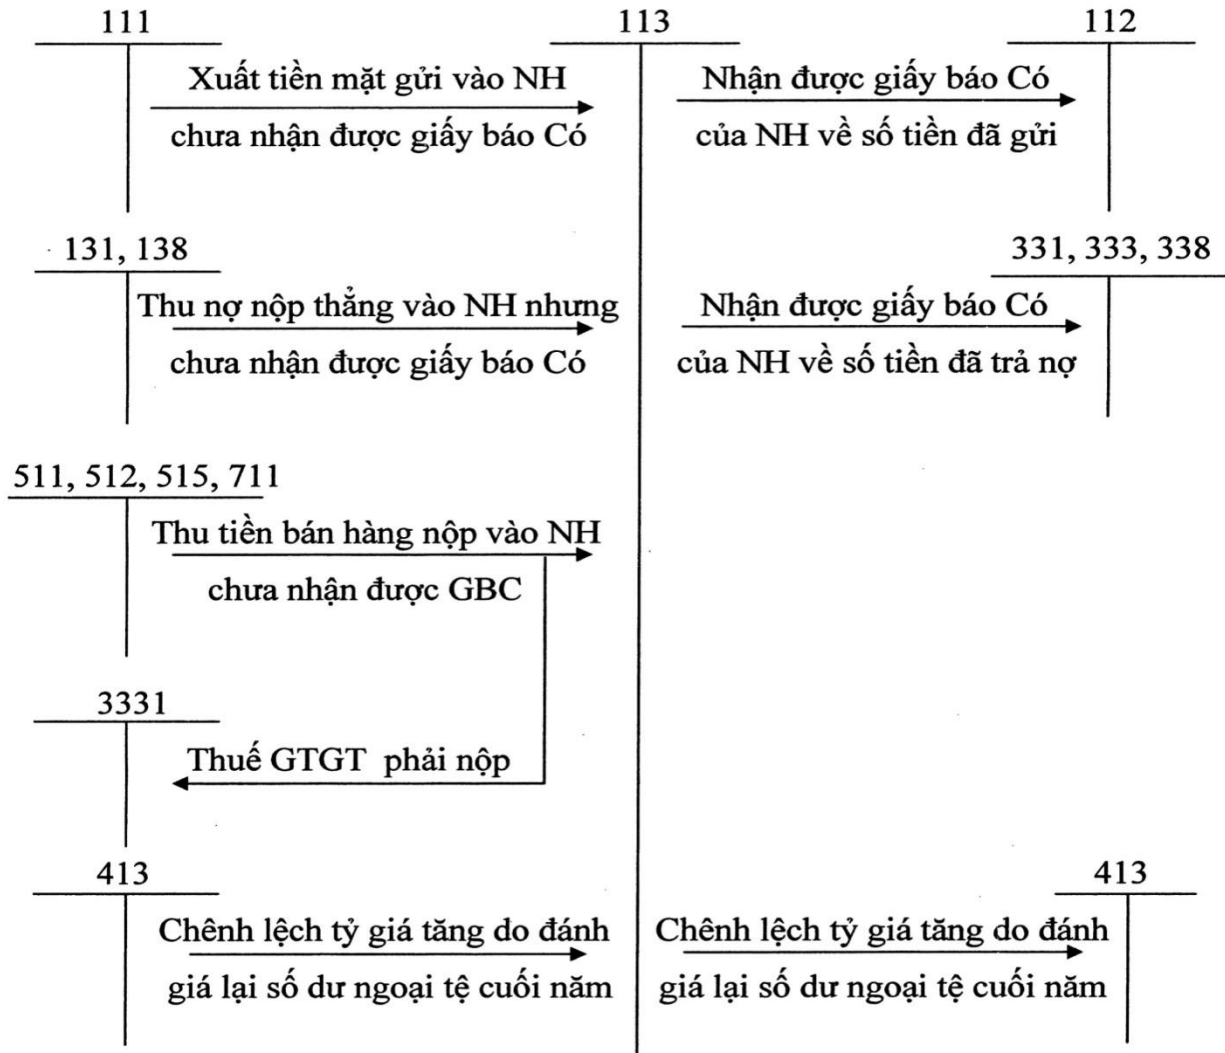 111
113
112
Xuất tiền mặt gửi vào NH
chưa nhận được giấy báo Có
Nhận được giấy báo Có
của NH về số tiền đã gửi
131, 138
331, 333, 338
Thu nợ nộp thẳng vào NH nhưng
chưa nhận được giấy báo Có
Nhận được giấy báo Có
của NH về số tiền đã trả nợ
511, 512, 515, 711
Thu tiền bán hàng nộp vào NH
chưa nhận được GBC
3331
Thuế GTGT phải nộp
413
413
Chênh lệch tỷ giá tăng do đánh
giá lại số dư ngoại tệ cuối năm
Chênh lệch tỷ giá tăng do đánh
giá lại số dư ngoại tệ cuối năm